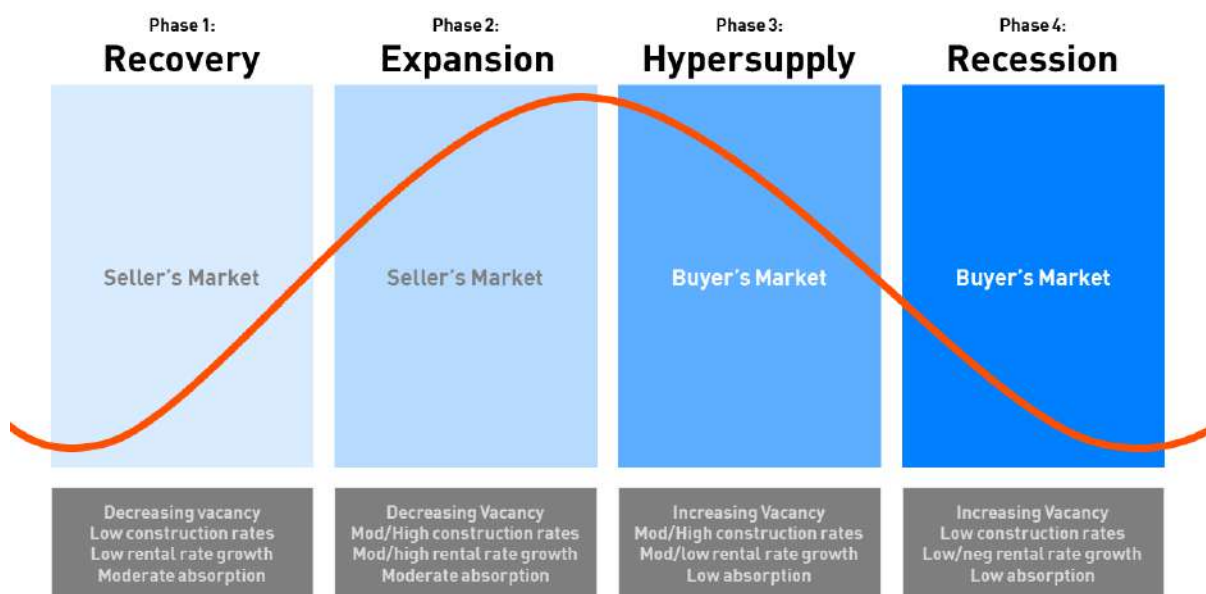 Phase 1:
Recovery
Phase 2:
Expansion
Phase 3:
Hypersupply
Phase 4:
Recession
Seller's Market
Seller's Market
Buyer's Market
Buyer's Market
Decreasing vacancy
Low construction rates
Low rental rate growth
Moderate absorption
Decreasing Vacancy
Mod/High construction rates
Mod/high rental rate growth
Moderate absorption
Increasing Vacancy
Mod/High construction rates
Mod/low rental rate growth
Low absorption
Increasing Vacancy
Low construction rates
Low/neg rental rate growth
Low absorption